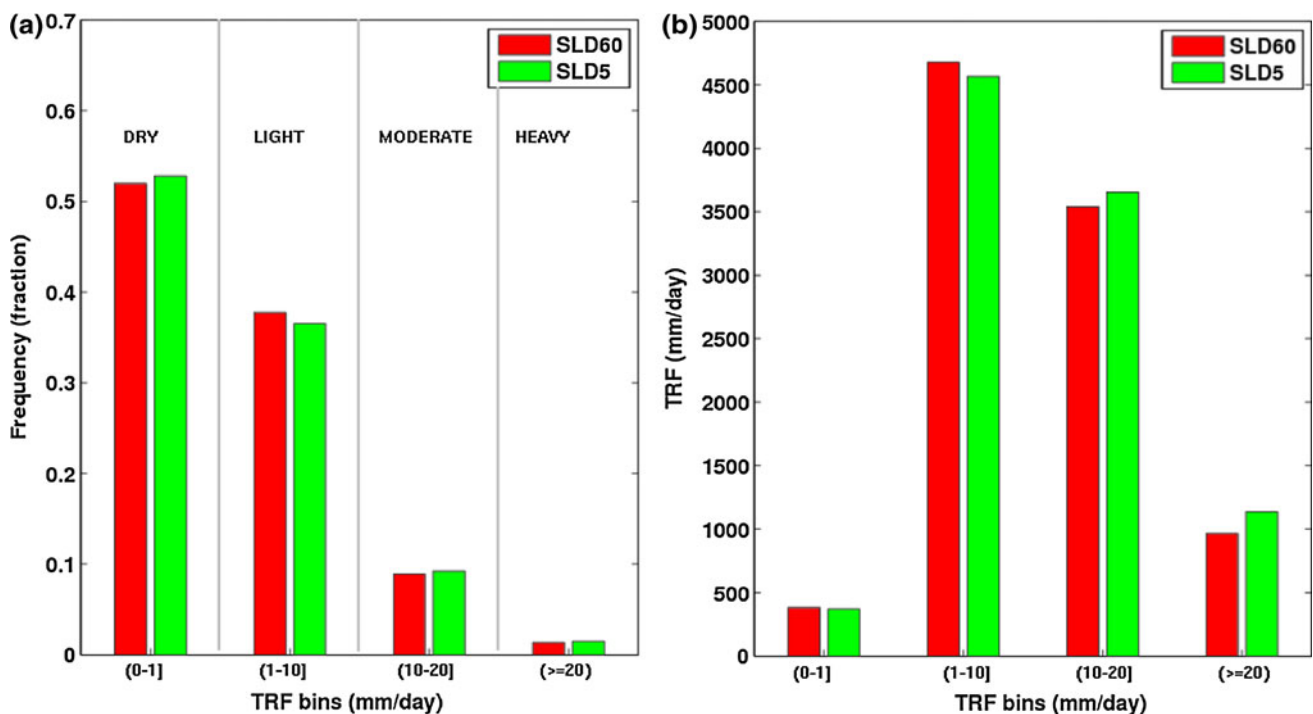 (a)
SLD60
SLD5
DRY LIGHT MODERATE HEAVY
Frequency (fraction)
0.7
0.6
0.5
0.4
0.3
0.2
0.1
0
(0-1] (1-10] (10-20] (>=20)
TRF bins (mm/day)
(b)
SLD60
SLD5
TRF (mm/day)
5000
4500
4000
3500
3000
2500
2000
1500
1000
500
0
(0-1] (1-10] (10-20] (>=20)
TRF bins (mm/day)